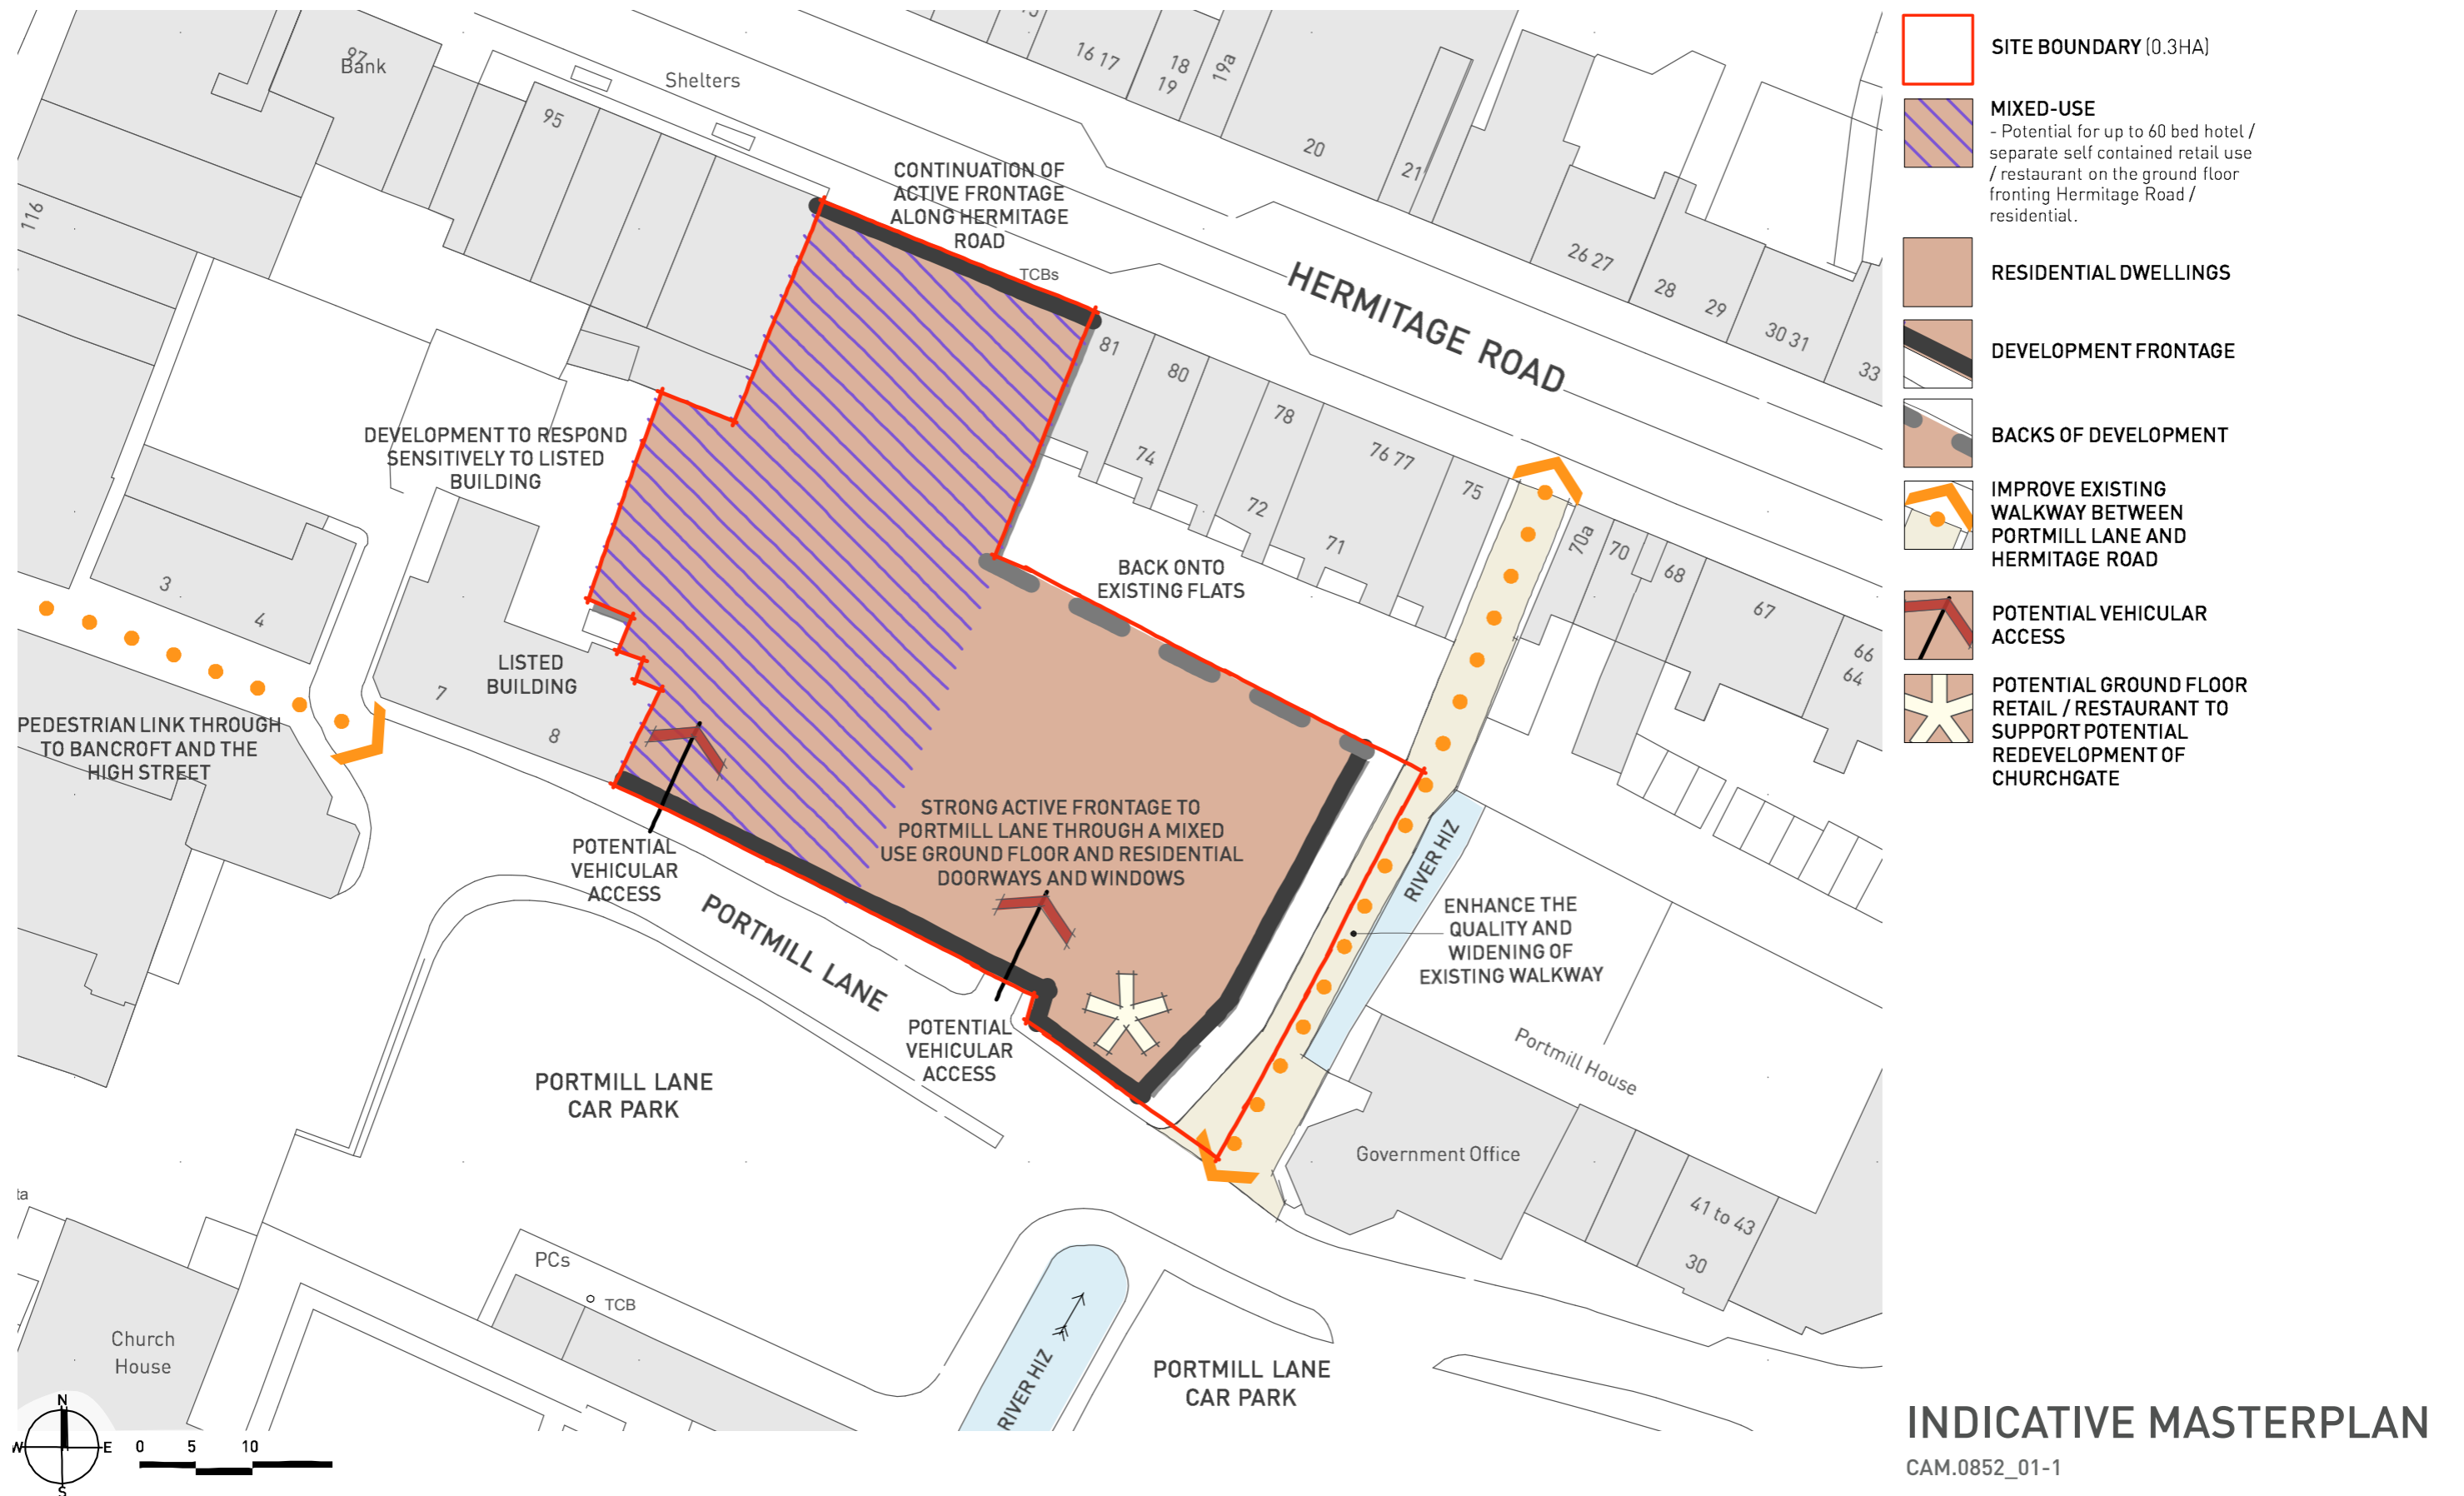 97
Bank
Shelters
95
116
16 17
18
19
19a
20
21
26 27
28
29
30 31
33
CONTINUATION OF
ACTIVE FRONTAGE
ALONG HERMITAGE
ROAD
TCBs
HERMITAGE ROAD
81
80
78
76 77
75
74
72
71
70a
70
68
67
66
64
DEVELOPMENT TO RESPOND
SENSITIVELY TO LISTED
BUILDING
BACK ONTO
EXISTING FLATS
3
4
7
8
LISTED
BUILDING
PEDESTRIAN LINK THROUGH
TO BANCROFT AND THE
HIGH STREET
STRONG ACTIVE FRONTAGE TO
PORTMILL LANE THROUGH A MIXED
USE GROUND FLOOR AND RESIDENTIAL
DOORWAYS AND WINDOWS
POTENTIAL
VEHICULAR
ACCESS
PORTMILL LANE
POTENTIAL
VEHICULAR
ACCESS
RIVER HIZ
ENHANCE THE
QUALITY AND
WIDENING OF
EXISTING WALKWAY
Portmill House
Government Office
41 to 43
30
PORTMILL LANE
CAR PARK
ta
PCs
TCB
Church
House
RIVER HIZ
PORTMILL LANE
CAR PARK
N
W
E
S
0 5 10
SITE BOUNDARY (0.3HA)
MIXED-USE
- Potential for up to 60 bed hotel /
separate self contained retail use
/ restaurant on the ground floor
fronting Hermitage Road /
residential.
RESIDENTIAL DWELLINGS
DEVELOPMENT FRONTAGE
BACKS OF DEVELOPMENT
IMPROVE EXISTING
WALKWAY BETWEEN
PORTMILL LANE AND
HERMITAGE ROAD
POTENTIAL VEHICULAR
ACCESS
POTENTIAL GROUND FLOOR
RETAIL / RESTAURANT TO
SUPPORT POTENTIAL
REDEVELOPMENT OF
CHURCHGATE
INDICATIVE MASTERPLAN
CAM.0852_01-1